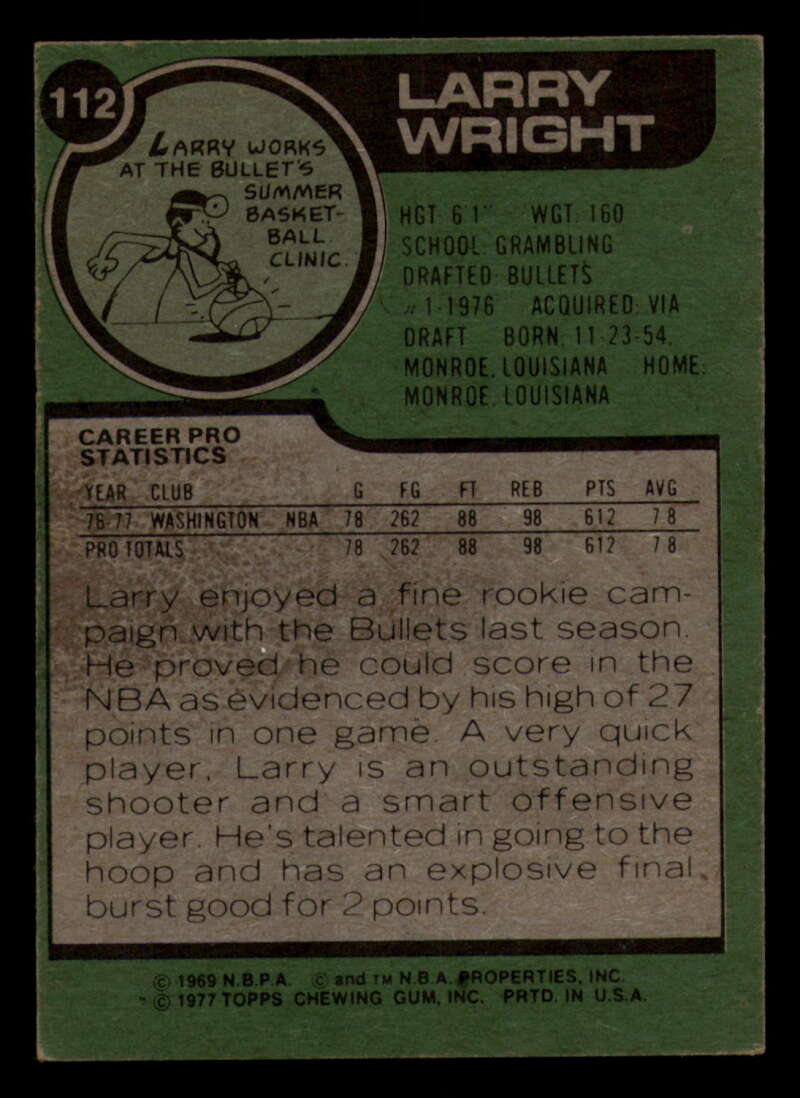 112
LARRY
WRIGHT
LARRY WORKS
AT THE BULLET'S
SUMMER
BASKET-
BALL
CLINIC.
HGT. 6'1" WGT. 160
SCHOOL: GRAMBLING
DRAFTED: BULLETS
#1-1976 ACQUIRED: VIA
DRAFT BORN: 11-23-54,
MONROE, LOUISIANA HOME:
MONROE, LOUISIANA
CAREER PRO
STATISTICS
YEAR CLUB G FG FT REB PTS AVG
76-77 WASHINGTON NBA 78 262 88 98 612 7.8
PRO TOTALS 78 262 88 98 612 7.8
Larry enjoyed a fine rookie cam-
paign with the Bullets last season.
He proved he could score in the
NBA as evidenced by his high of 27
points in one game. A very quick
player, Larry is an outstanding
shooter and a smart offensive
player. He's talented in going to the
hoop and has an explosive final
burst good for 2 points.
© 1969 N.B.P.A. © and TM N.B.A. PROPERTIES, INC.
© 1977 TOPPS CHEWING GUM, INC. PRTD. IN U.S.A.